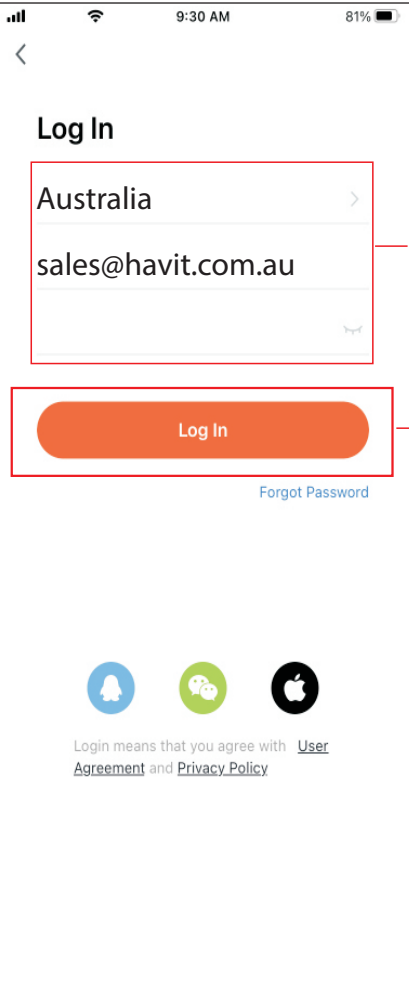 9:30 AM
81%
Log In
Australia
sales@havit.com.au
Log In
Forgot Password
Login means that you agree with User
Agreement and Privacy Policy